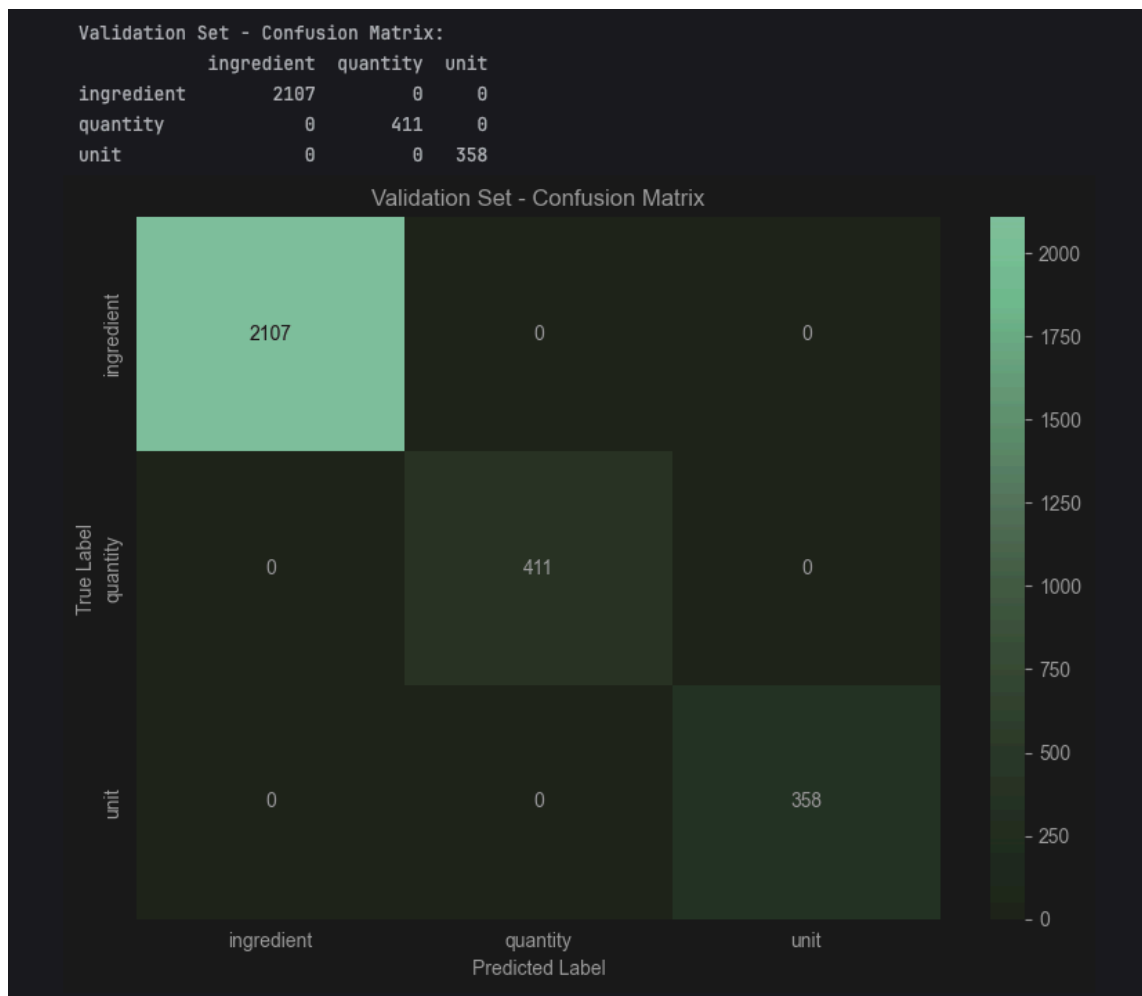 Validation Set - Confusion Matrix:
ingredient quantity unit
ingredient 2107 0 0
quantity 0 411 0
unit 0 0 358
Validation Set - Confusion Matrix
2000
1750
1500
1250
1000
750
500
250
0
ingredient
2107 0 0
True Label
quantity
0 411 0
unit
0 0 358
ingredient quantity unit
Predicted Label